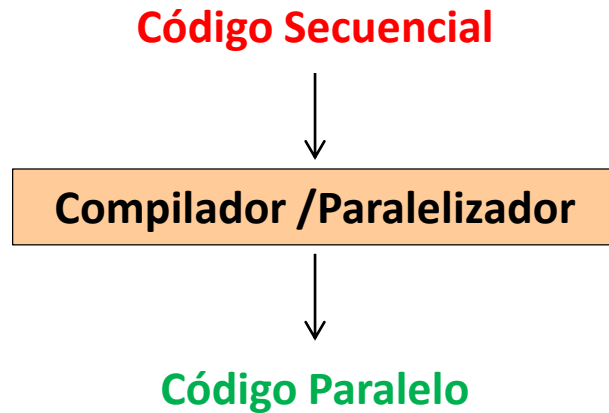 Código Secuencial
Compilador /Paralelizador
Código Paralelo